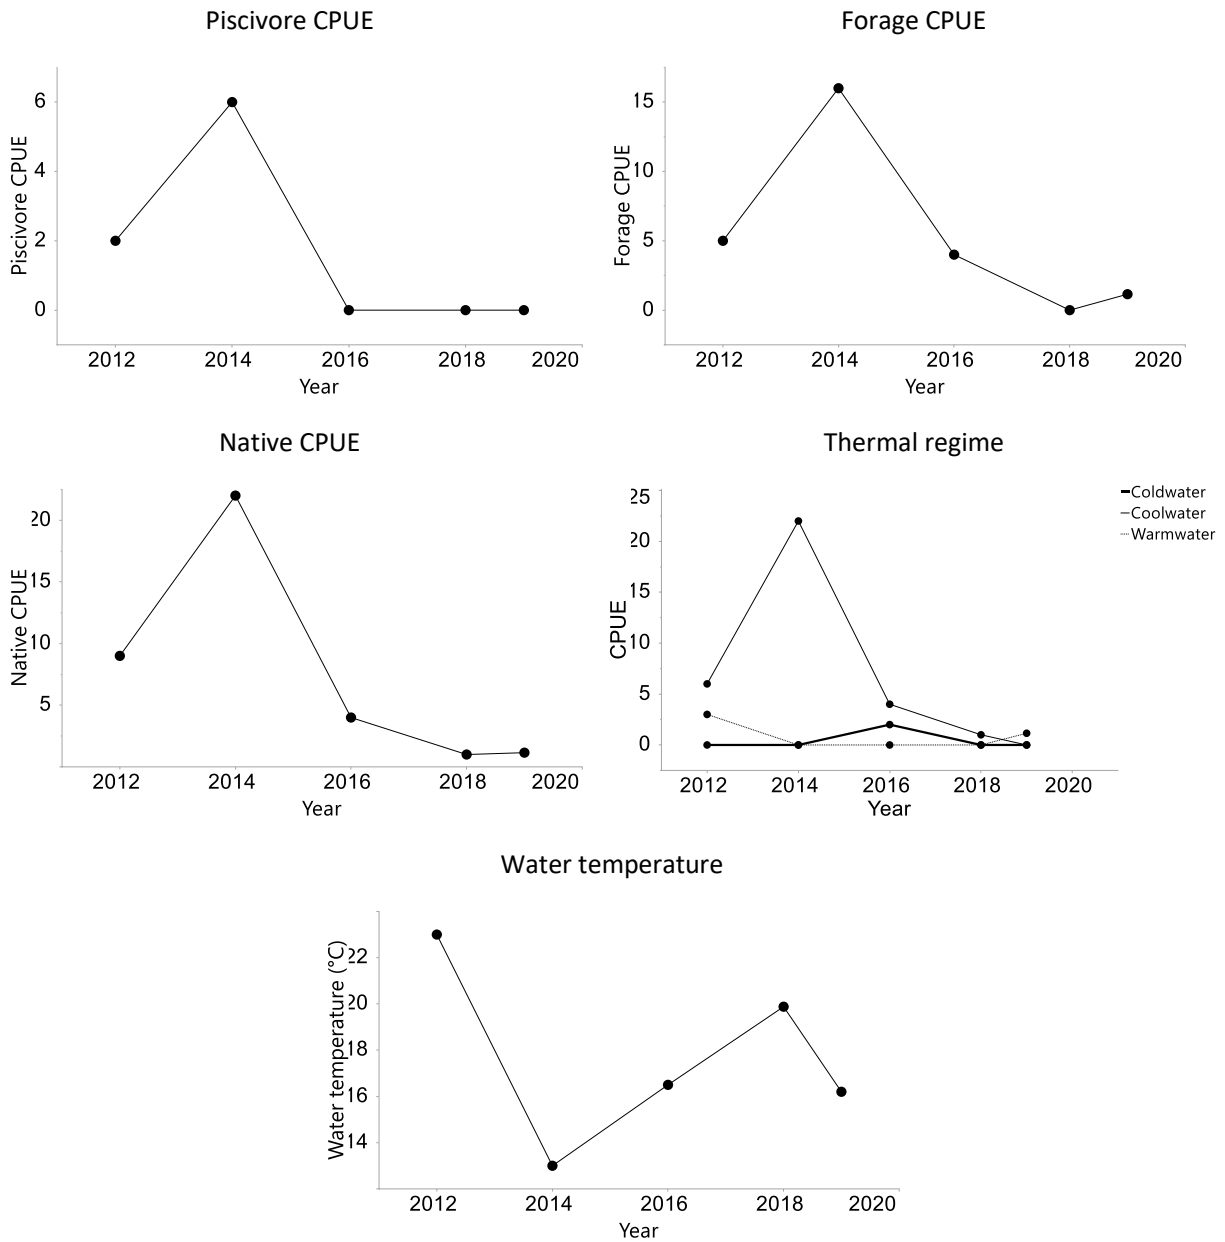 Piscivore CPUE
Forage CPUE
Piscivore CPUE
6
4
2
0
2012 2014 2016 2018 2020
Year
Forage CPUE
15
10
5
0
2012 2014 2016 2018 2020
Year
Native CPUE
Thermal regime
Native CPUE
20
15
10
5
2012 2014 2016 2018 2020
Year
CPUE
25
20
15
10
5
0
2012 2014 2016 2018 2020
Year
Coldwater
Coolwater
Warmwater
Water temperature
Water temperature (°C)
22
20
18
16
14
2012 2014 2016 2018 2020
Year